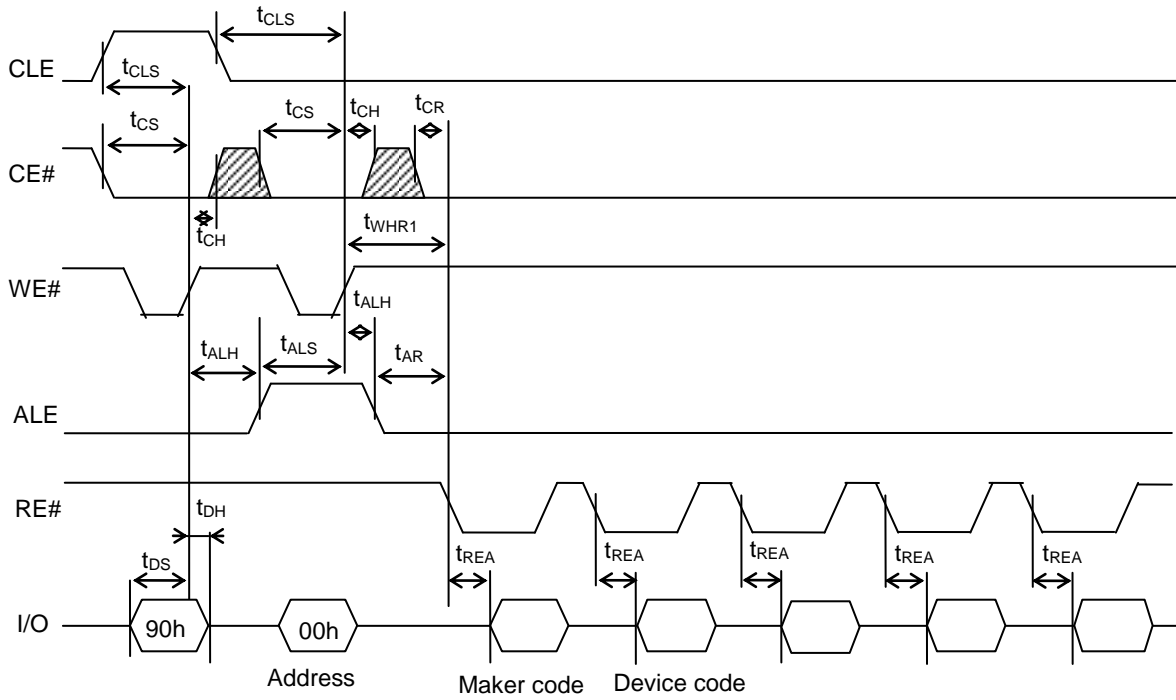 tCLS
CLE
tCLS
tCS
tCH
tCR
tCS
CE#
tCH
tWHR1
WE#
tALH
tALH
tALS
tAR
ALE
RE#
tDH
tDS
tREA
tREA
tREA
tREA
tREA
I/O
90h
00h
Address
Maker code
Device code